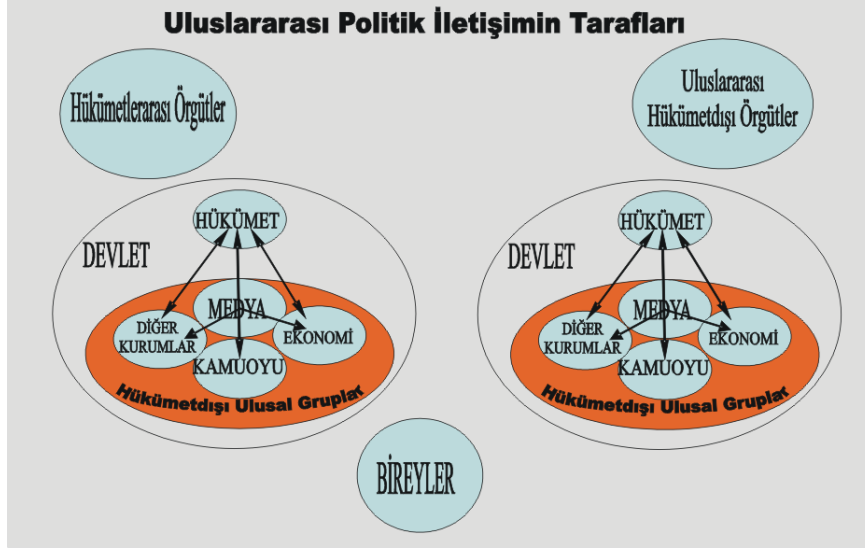 Uluslararası Politik İletişimin Tarafları
Hükümetlerarası Örgütler
Uluslararası
Hükümetdışı Örgütler
DEVLET
HÜKÜMET
MEDYA
DİĞER
KURUMLAR
EKONOMİ
KAMUOYU
Hükümetdışı Ulusal Gruplar
DEVLET
HÜKÜMET
MEDYA
DİĞER
KURUMLAR
EKONOMİ
KAMUOYU
Hükümetdışı Ulusal Gruplar
BİREYLER